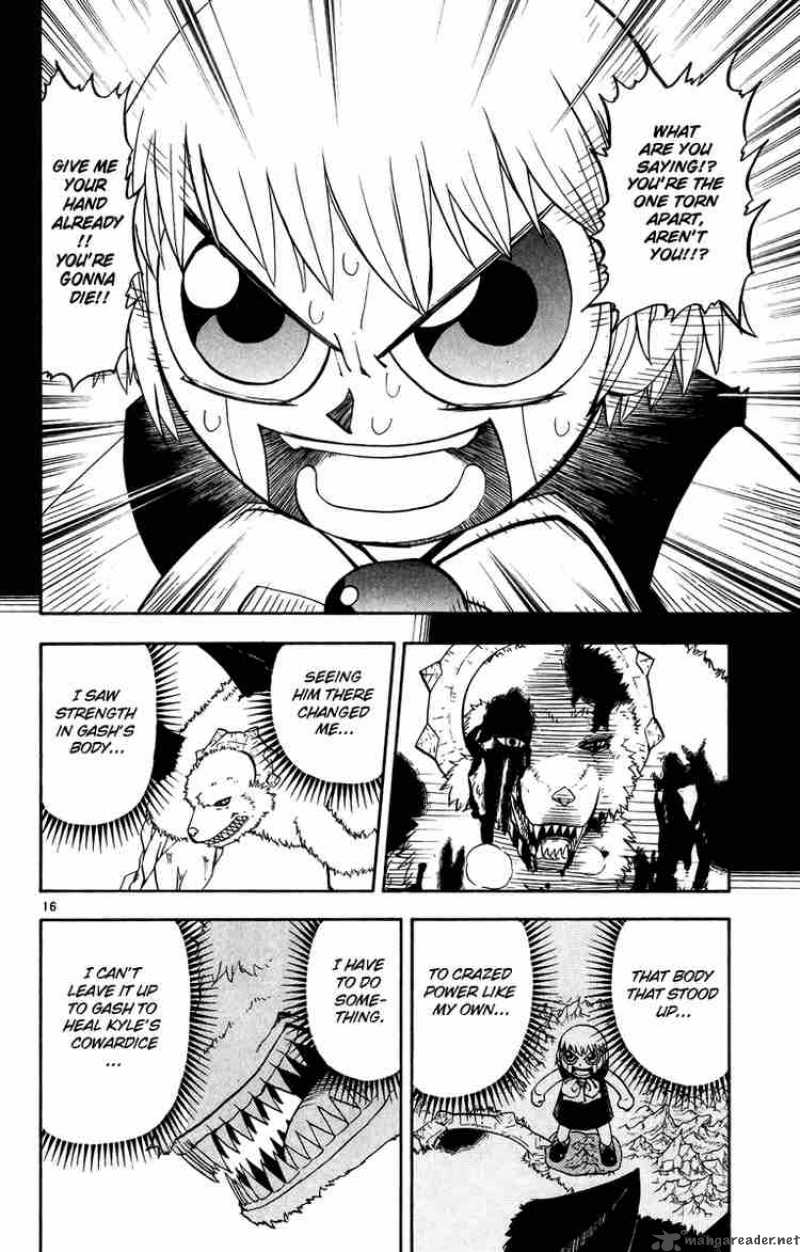 WHAT
ARE YOU
SAYING!?
YOU'RE THE
ONE TORN
APART,
AREN'T
YOU!!?
GIVE ME
YOUR
HAND
ALREADY
!!
YOU'RE
GONNA
DIE!!
SEEING
HIM THERE
CHANGED
ME...
I SAW
STRENGTH
IN GASH'S
BODY...
16
THAT BODY
THAT STOOD
UP...
TO CRAZED
POWER LIKE
MY OWN...
I HAVE
TO DO
SOME-
THING.
I CAN'T
LEAVE IT UP
TO GASH TO
HEAL KYLE'S
COWARDICE
...
mangareader.net